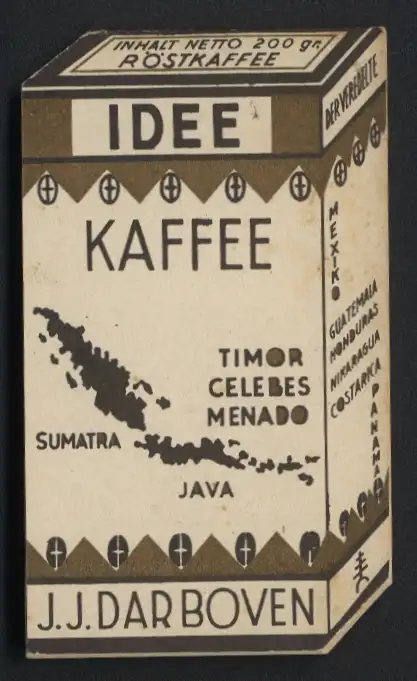 INHALT NETTO 200 gr.
RÖSTKAFFEE
IDEE
KAFFEE
TIMOR
CELEBES
MENADO
SUMATRA
JAVA
J.J.DARBOVEN
DER VEREDELTE
MEXIKO
GUATEMALA
HONDURAS
NIKARAGUA
COSTARICA
PANAMA